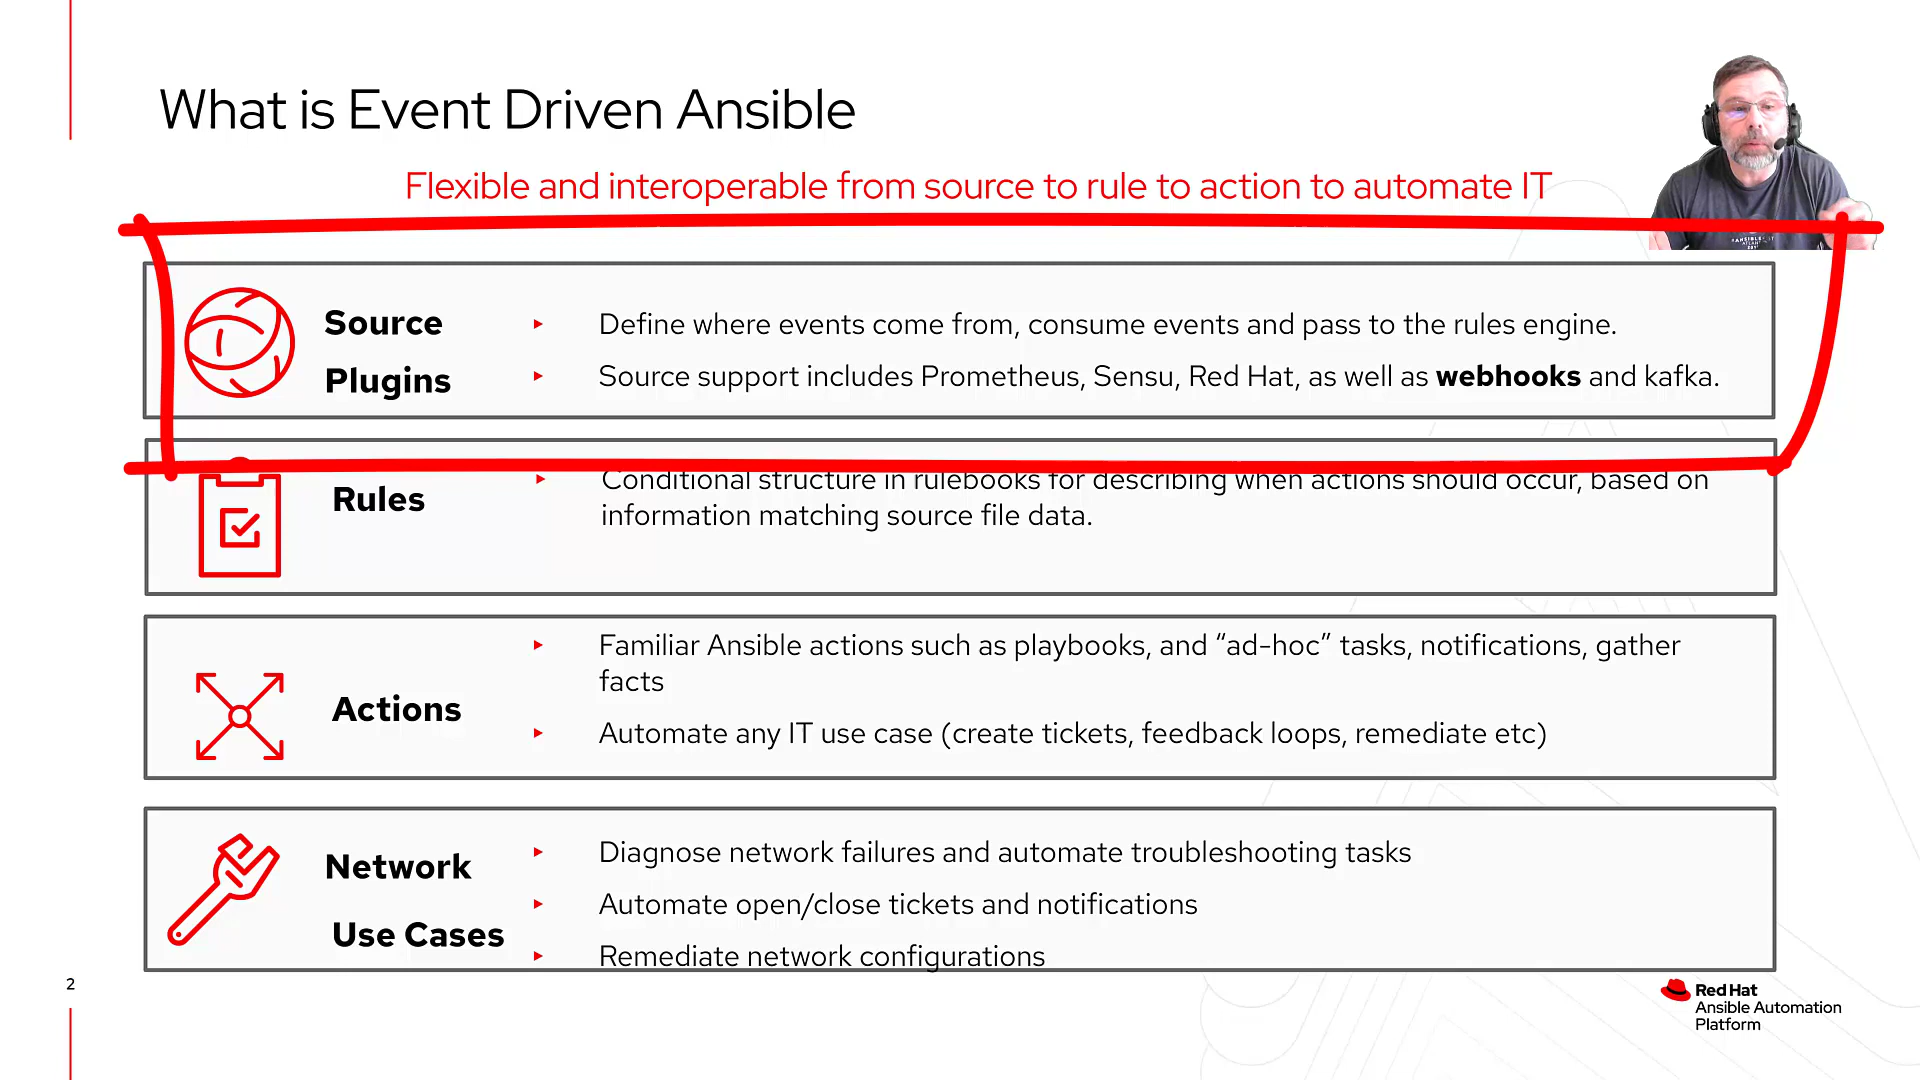 What is Event Driven Ansible
Flexible and interoperable from source to rule to action to automate IT
Source
Plugins
Define where events come from, consume events and pass to the rules engine.
Source support includes Prometheus, Sensu, Red Hat, as well as webhooks and kafka.
Rules
Conditional structure in rulebooks for describing when actions should occur, based on
information matching source file data.
Actions
Familiar Ansible actions such as playbooks, and “ad-hoc” tasks, notifications, gather
facts
Automate any IT use case (create tickets, feedback loops, remediate etc)
Network
Use Cases
Diagnose network failures and automate troubleshooting tasks
Automate open/close tickets and notifications
Remediate network configurations
2
Red Hat
Ansible Automation
Platform